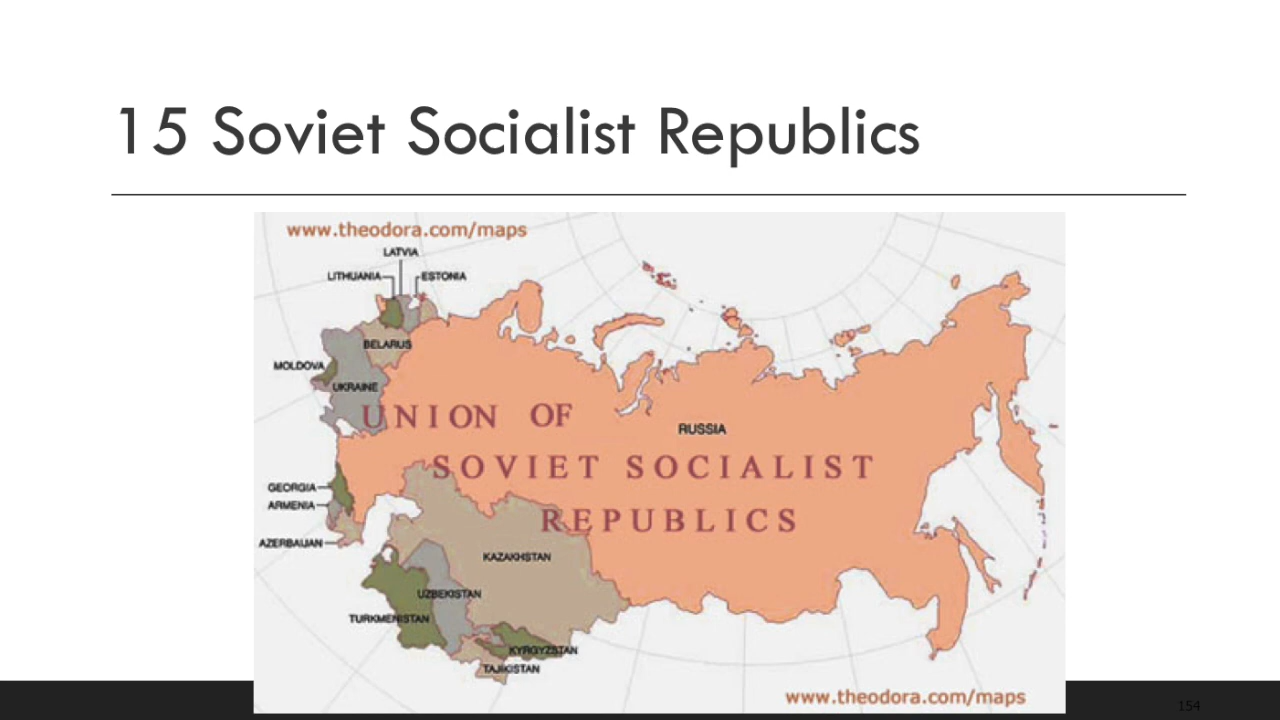 15 Soviet Socialist Republics
www.theodora.com/maps
LATVIA
LITHUANIA
ESTONIA
BELARUS
MOLDOVA
UKRAINE
UNION OF
RUSSIA
SOVIET SOCIALIST
GEORGIA
ARMENIA
REPUBLICS
AZERBAIJAN
KAZAKHSTAN
UZBEKISTAN
TURKMENISTAN
KYRGYZSTAN
TAJIKISTAN
www.theodora.com/maps
154